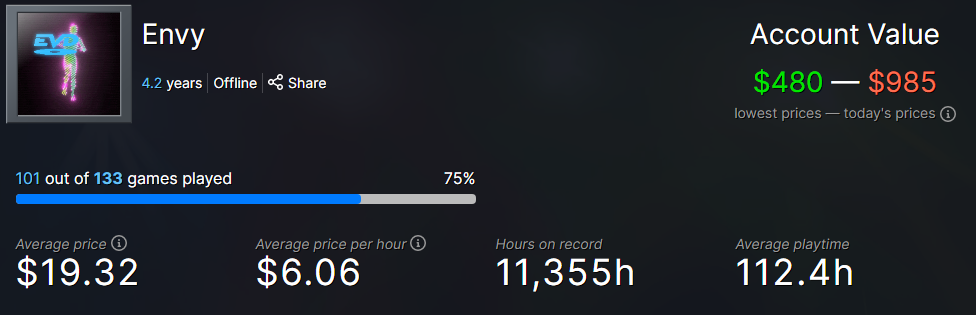 Envy
Account Value
EVO
4.2 years Offline Share
$480 — $985
lowest prices — today's prices
101 out of 133 games played 75%
Average price Average price per hour Hours on record Average playtime
$19.32 $6.06 11,355h 112.4h